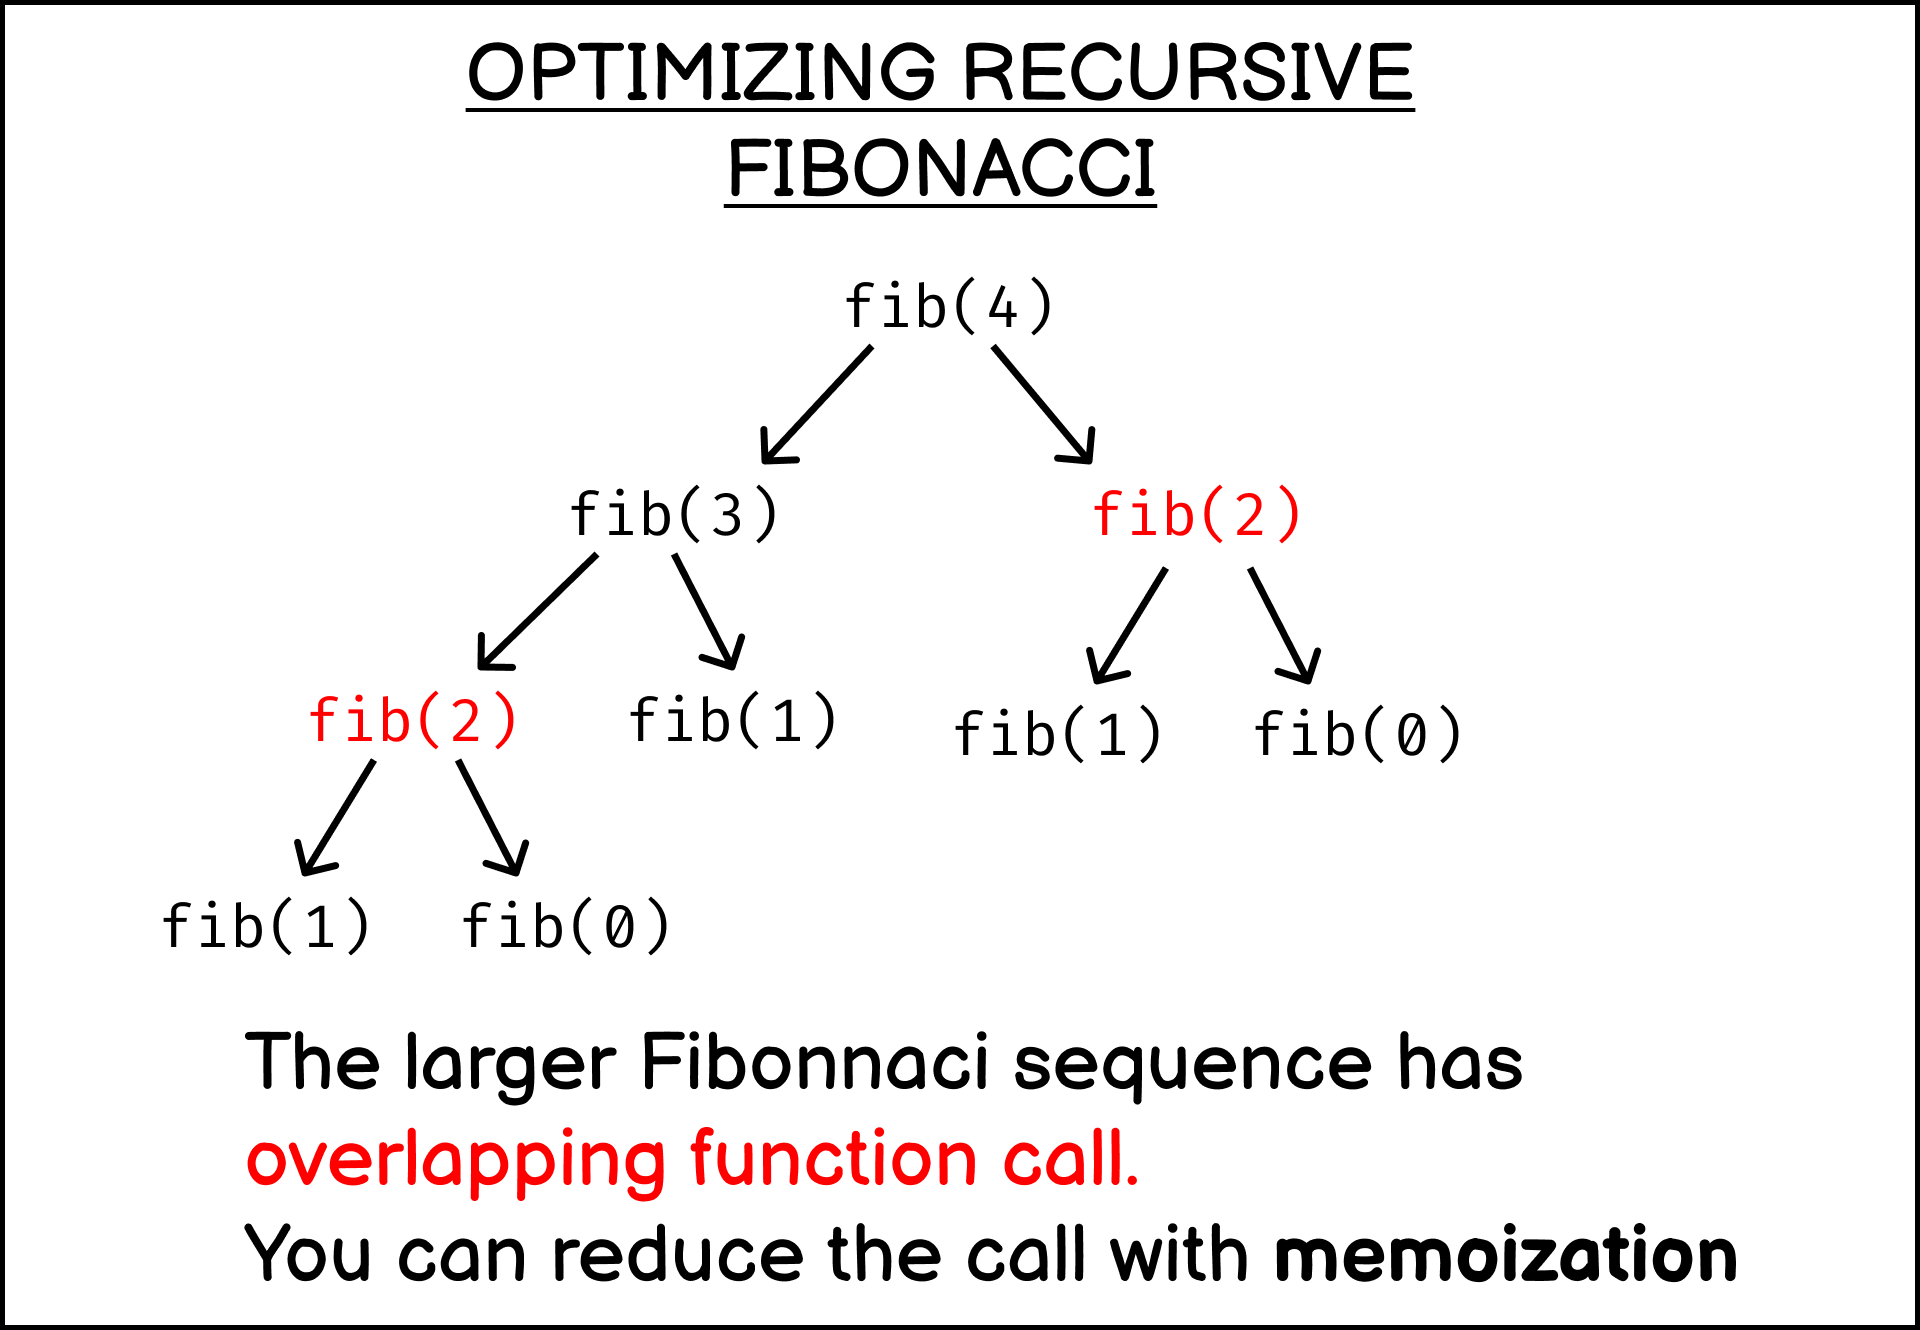 OPTIMIZING RECURSIVE
FIBONACCI
fib(4)
fib(3) fib(2)
fib(2) fib(1) fib(1) fib(0)
fib(1) fib(0)
The larger Fibonnaci sequence has
overlapping function call.
You can reduce the call with memoization